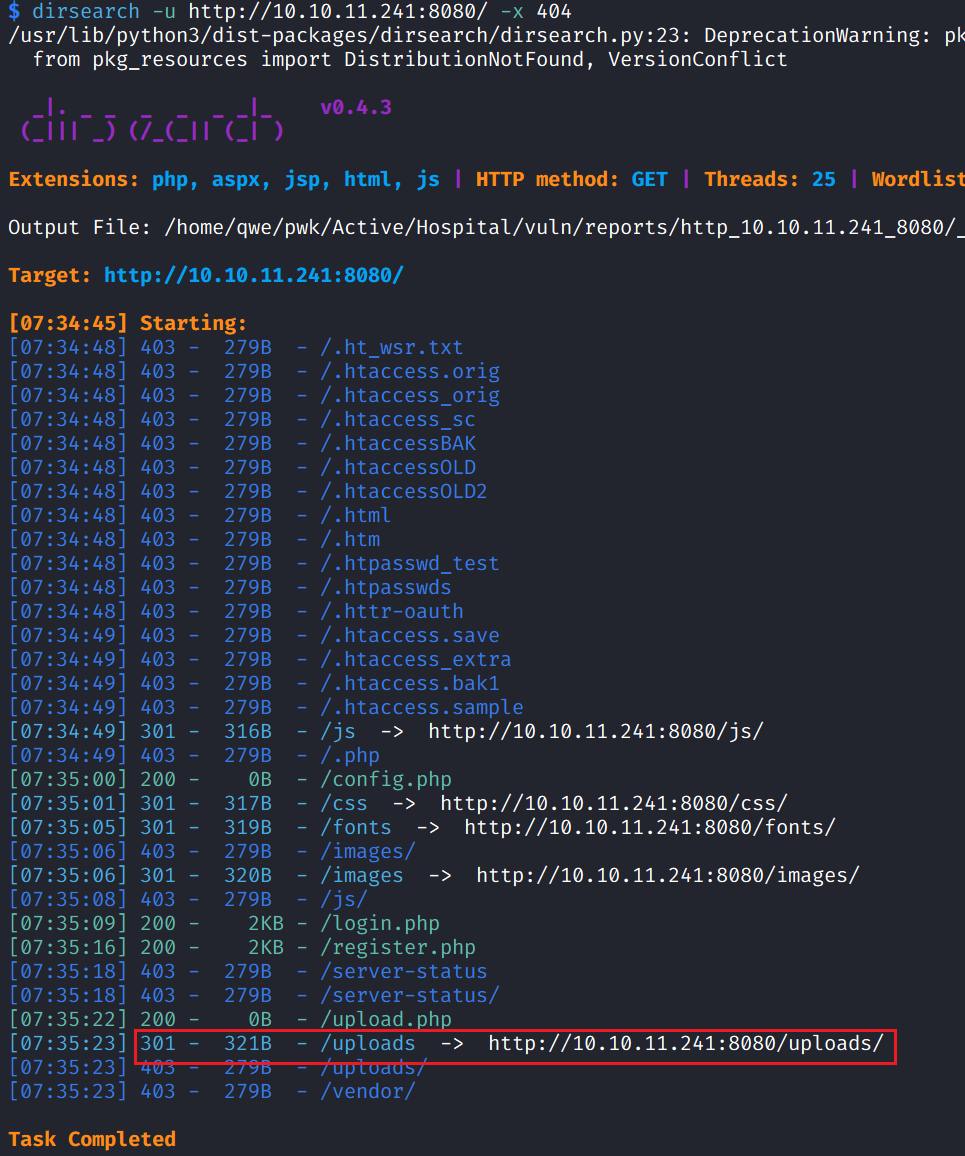 $ dirsearch -u http://10.10.11.241:8080/ -x 404
/usr/lib/python3/dist-packages/dirsearch/dirsearch.py:23: DeprecationWarning: pk
  from pkg_resources import DistributionNotFound, VersionConflict

  _|. _ _  _  _  _ _|_    v0.4.3
 (_||| _) (/_(_|| (_| )

Extensions: php, aspx, jsp, html, js | HTTP method: GET | Threads: 25 | Wordlist

Output File: /home/qwe/pwk/Active/Hospital/vuln/reports/http_10.10.11.241_8080/_

Target: http://10.10.11.241:8080/

[07:34:45] Starting:
[07:34:48] 403 -  279B  - /.ht_wsr.txt
[07:34:48] 403 -  279B  - /.htaccess.orig
[07:34:48] 403 -  279B  - /.htaccess_orig
[07:34:48] 403 -  279B  - /.htaccess_sc
[07:34:48] 403 -  279B  - /.htaccessBAK
[07:34:48] 403 -  279B  - /.htaccessOLD
[07:34:48] 403 -  279B  - /.htaccessOLD2
[07:34:48] 403 -  279B  - /.html
[07:34:48] 403 -  279B  - /.htm
[07:34:48] 403 -  279B  - /.htpasswd_test
[07:34:48] 403 -  279B  - /.htpasswds
[07:34:48] 403 -  279B  - /.httr-oauth
[07:34:49] 403 -  279B  - /.htaccess.save
[07:34:49] 403 -  279B  - /.htaccess_extra
[07:34:49] 403 -  279B  - /.htaccess.bak1
[07:34:49] 403 -  279B  - /.htaccess.sample
[07:34:49] 301 -  316B  - /js  ->  http://10.10.11.241:8080/js/
[07:34:49] 403 -  279B  - /.php
[07:35:00] 200 -    0B  - /config.php
[07:35:01] 301 -  317B  - /css  ->  http://10.10.11.241:8080/css/
[07:35:05] 301 -  319B  - /fonts  ->  http://10.10.11.241:8080/fonts/
[07:35:06] 403 -  279B  - /images/
[07:35:06] 301 -  320B  - /images  ->  http://10.10.11.241:8080/images/
[07:35:08] 403 -  279B  - /js/
[07:35:09] 200 -    2KB - /login.php
[07:35:16] 200 -    2KB - /register.php
[07:35:18] 403 -  279B  - /server-status
[07:35:18] 403 -  279B  - /server-status/
[07:35:22] 200 -    0B  - /upload.php
[07:35:23] 301 -  321B  - /uploads  ->  http://10.10.11.241:8080/uploads/
[07:35:23] 403 -  279B  - /uploads/
[07:35:23] 403 -  279B  - /vendor/

Task Completed